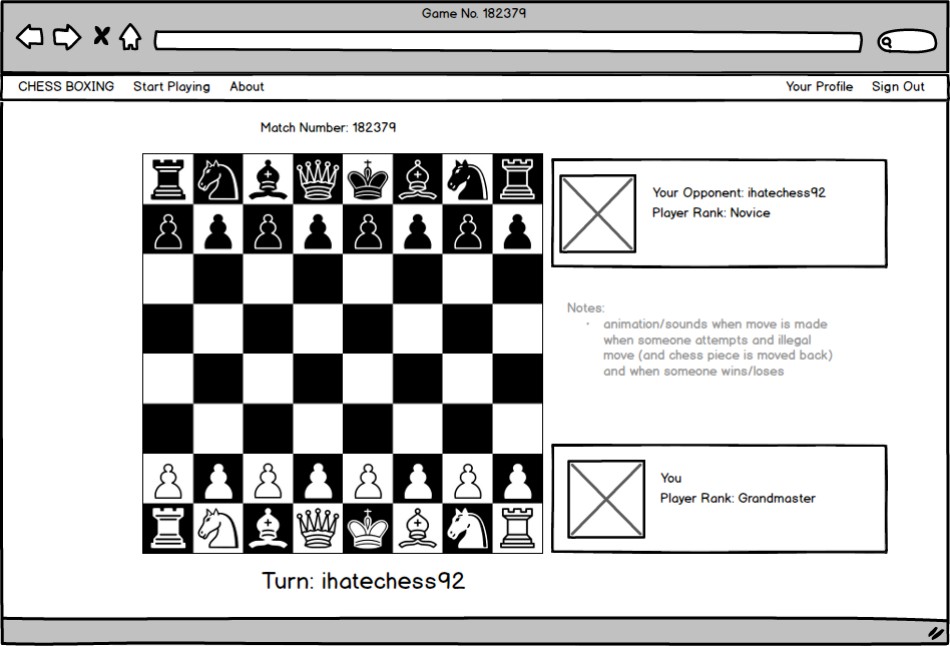 Game No. 182379
CHESS BOXING Start Playing About Your Profile Sign Out
Match Number: 182379
Your Opponent: ihatechess92
Player Rank: Novice
Notes:
• animation/sounds when move is made
when someone attempts and illegal
move (and chess piece is moved back)
and when someone wins/loses
You
Player Rank: Grandmaster
Turn: ihatechess92